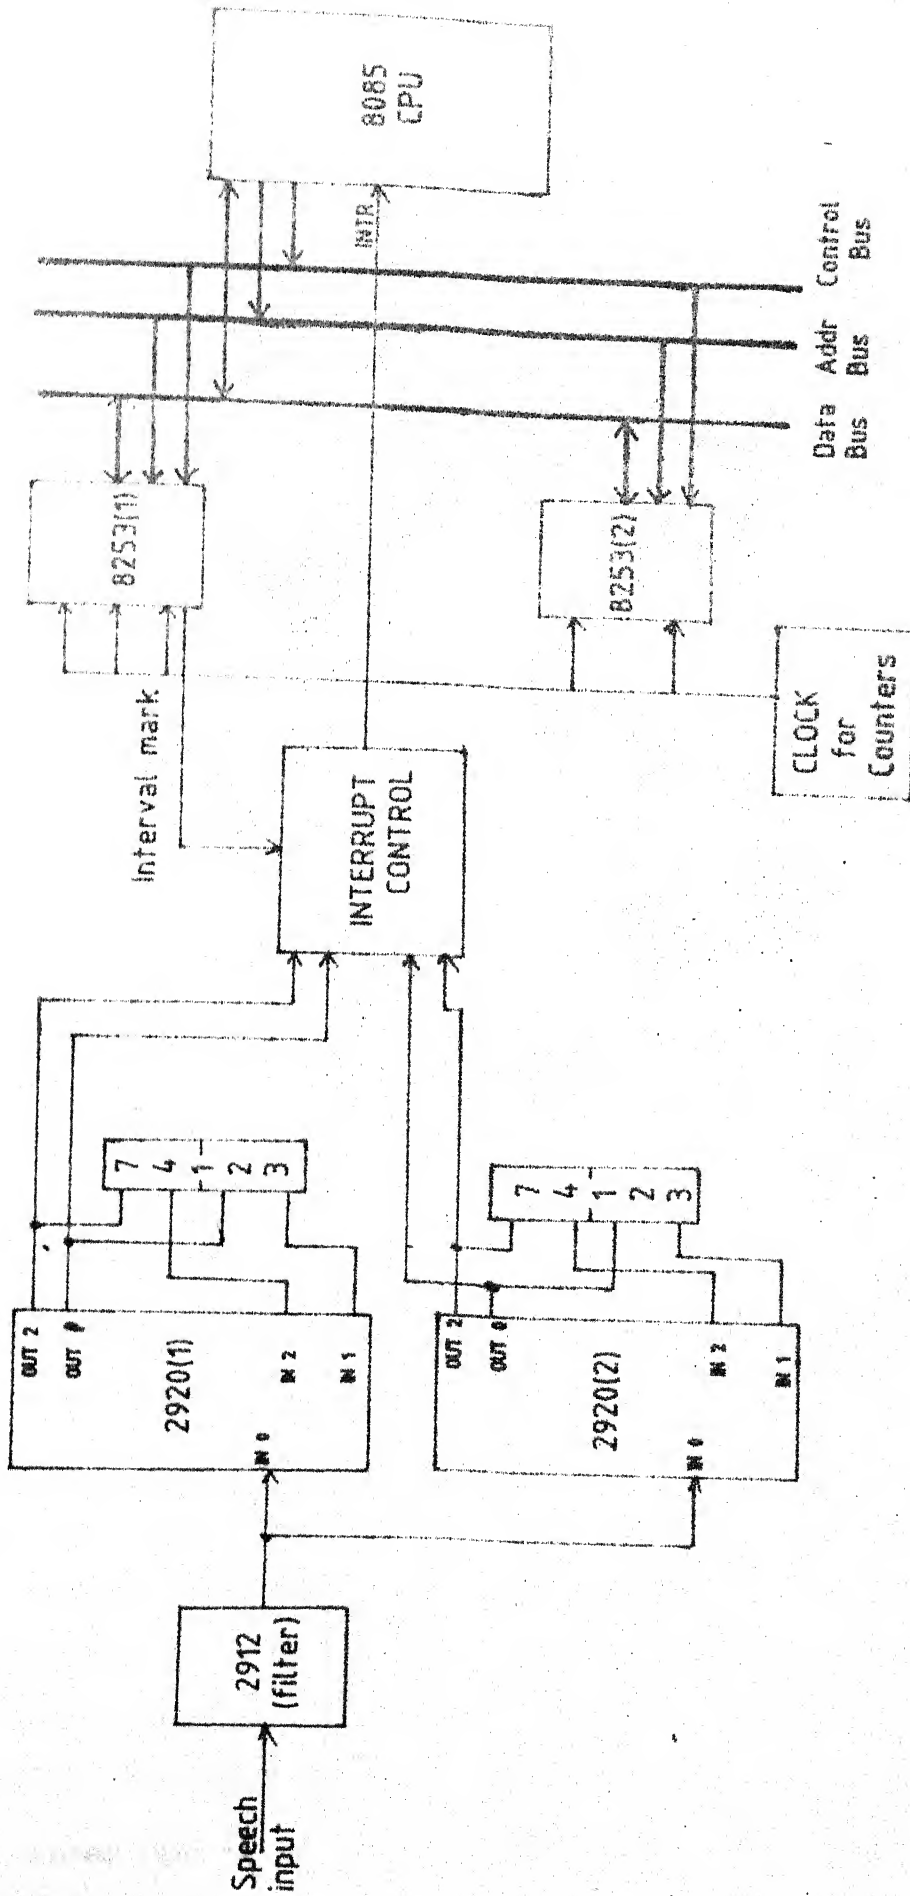 Speech
input
2912
(filter)
2920(1)
IN 0
OUT 2
OUT 0
IN 2
IN 1
7
4
1
2
3
2920(2)
IN 0
OUT 2
OUT 0
IN 2
IN 1
7
4
1
2
3
Interval mark
INTERRUPT
CONTROL
8253(1)
8253(2)
CLOCK
for
Counters
INTR
8085
CPU
Data
Bus
Addr
Bus
Control
Bus